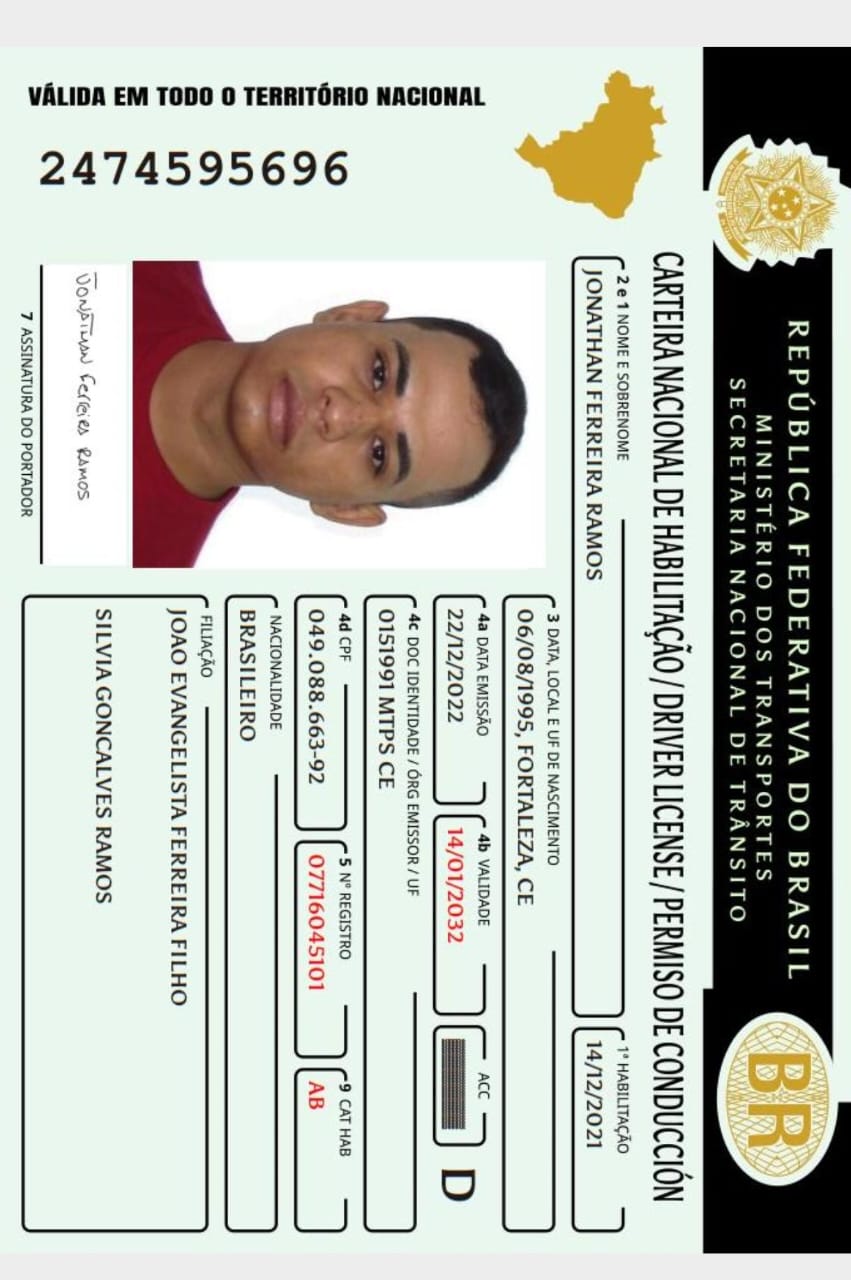 REPÚBLICA FEDERATIVA DO BRASIL
MINISTÉRIO DOS TRANSPORTES
SECRETARIA NACIONAL DE TRÂNSITO
BR
CARTEIRA NACIONAL DE HABILITAÇÃO / DRIVER LICENSE / PERMISO DE CONDUCCIÓN
2 e 1 NOME E SOBRENOME
JONATHAN FERREIRA RAMOS
1ª HABILITAÇÃO
14/12/2021
3 DATA, LOCAL E UF DE NASCIMENTO
06/08/1995, FORTALEZA, CE
4a DATA EMISSÃO
22/12/2022
4b VALIDADE
14/01/2032
ACC
D
4c DOC IDENTIDADE / ÓRG EMISSOR / UF
0151991 MTPS CE
4d CPF
049.088.663-92
5 Nº REGISTRO
07716045101
9 CAT HAB
AB
NACIONALIDADE
BRASILEIRO
FILIAÇÃO
JOAO EVANGELISTA FERREIRA FILHO
SILVIA GONCALVES RAMOS
Jonathan Ferreira Ramos
7 ASSINATURA DO PORTADOR
VÁLIDA EM TODO O TERRITÓRIO NACIONAL
2474595696